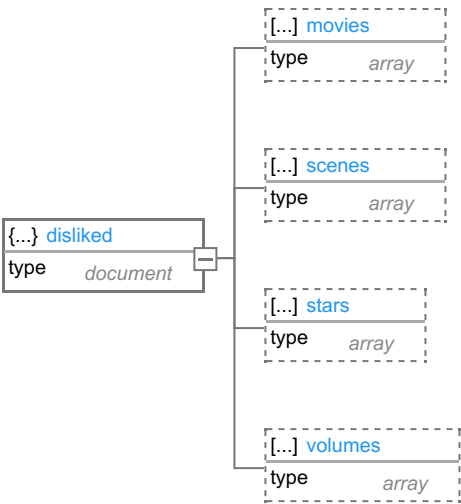 [...] movies
type array
[...] scenes
type array
{...} disliked
type document
[...] stars
type array
[...] volumes
type array